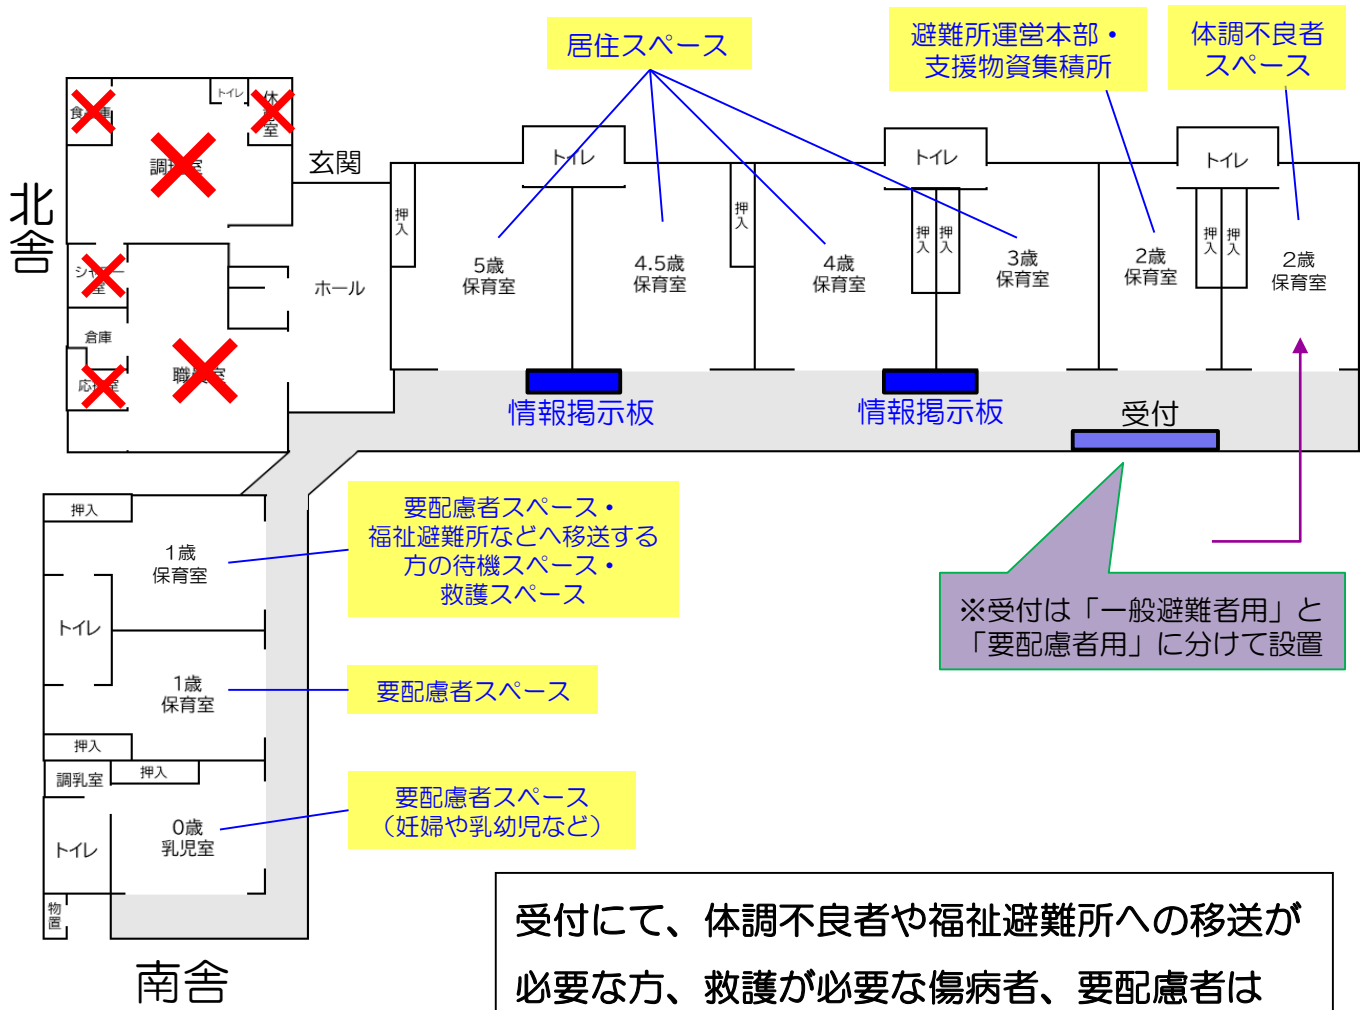 居住スペース
避難所運営本部・
支援物資集積所
体調不良者
スペース
トイレ
玄関
北舎
トイレ
トイレ
トイレ
押入
押入
押入
押入
押入
押入
5歳
保育室
4.5歳
保育室
4歳
保育室
3歳
保育室
2歳
保育室
2歳
保育室
ホール
倉庫
情報掲示板
情報掲示板
受付
押入
1歳
保育室
トイレ
要配慮者スペース・
福祉避難所などへ移送する
方の待機スペース・
救護スペース
※受付は「一般避難者用」と
「要配慮者用」に分けて設置
1歳
保育室
要配慮者スペース
押入
調乳室
押入
0歳
乳児室
トイレ
要配慮者スペース
（妊婦や乳幼児など）
物置
南舎
受付にて、体調不良者や福祉避難所への移送が
必要な方、救護が必要な傷病者、要配慮者は